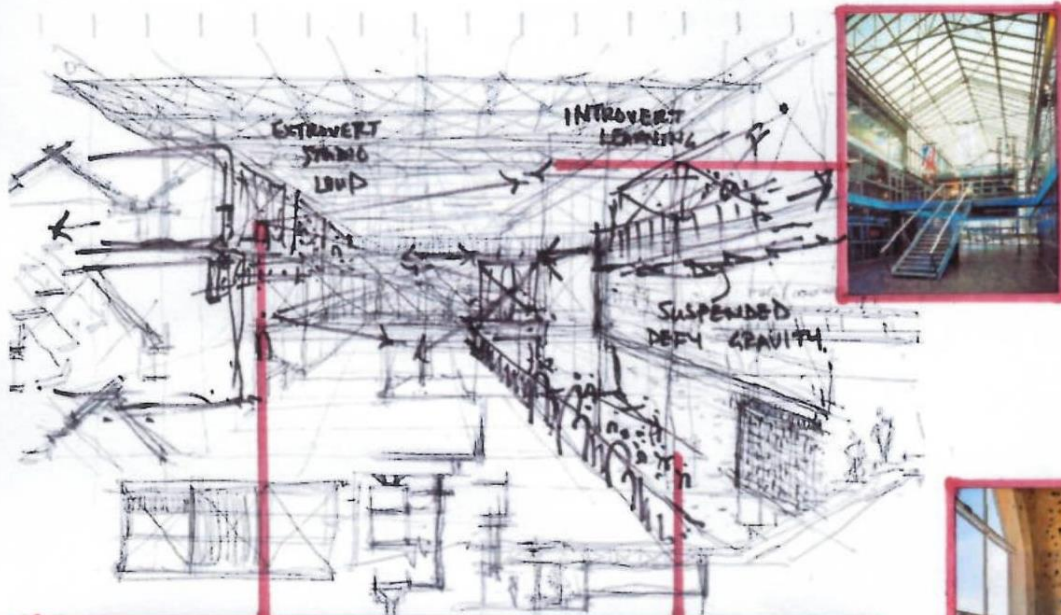 EXTROVERT
STUDIO
LOUD
INTROVERT
LEARNING
SUSPENDED
DEFY GRAVITY.